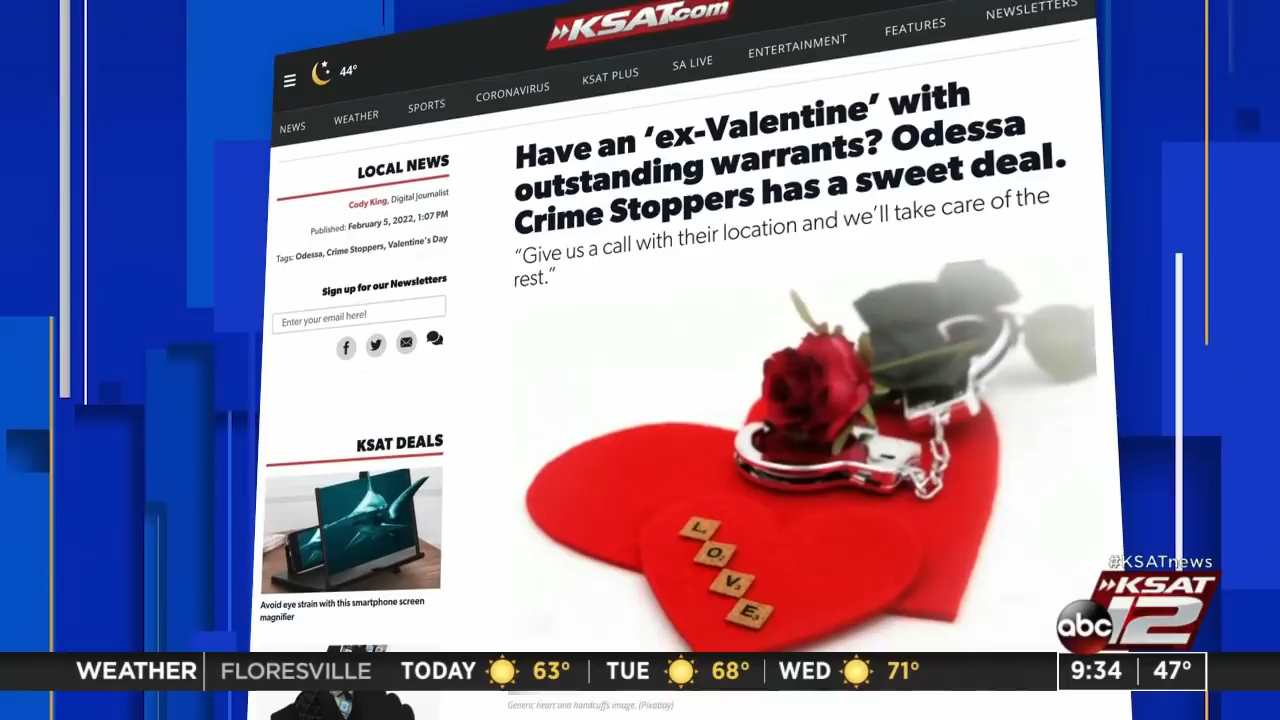 KSAT.com
44°
NEWS WEATHER SPORTS CORONAVIRUS KSAT PLUS SA LIVE ENTERTAINMENT FEATURES NEWSLETTERS
LOCAL NEWS
Cody King, Digital Journalist
Published: February 5, 2022, 1:07 PM
Tags: Odessa, Crime Stoppers, Valentine's Day
Sign up for our Newsletters
Enter your email here!
KSAT DEALS
Avoid eye strain with this smartphone screen
magnifier
Have an ‘ex-Valentine’ with
outstanding warrants? Odessa
Crime Stoppers has a sweet deal.
“Give us a call with their location and we’ll take care of the
rest.”
L
O
V
E
Generic heart and handcuffs image. (Pixabay)
#KSATnews
KSAT
abc 12
WEATHER FLORESVILLE TODAY 63° TUE 68° WED 71° 9:34 47°